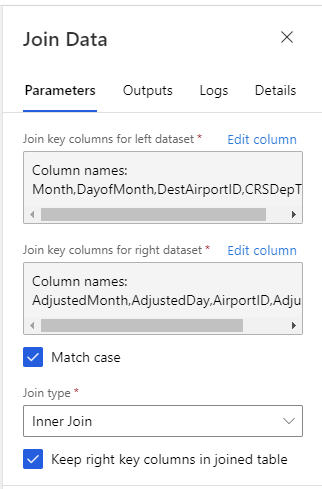 Join Data
Parameters Outputs Logs Details
Join key columns for left dataset * Edit column
Column names:
Month,DayofMonth,DestAirportID,CRSDepT
Join key columns for right dataset * Edit column
Column names:
AdjustedMonth,AdjustedDay,AirportID,Adju
Match case
Join type *
Inner Join
Keep right key columns in joined table